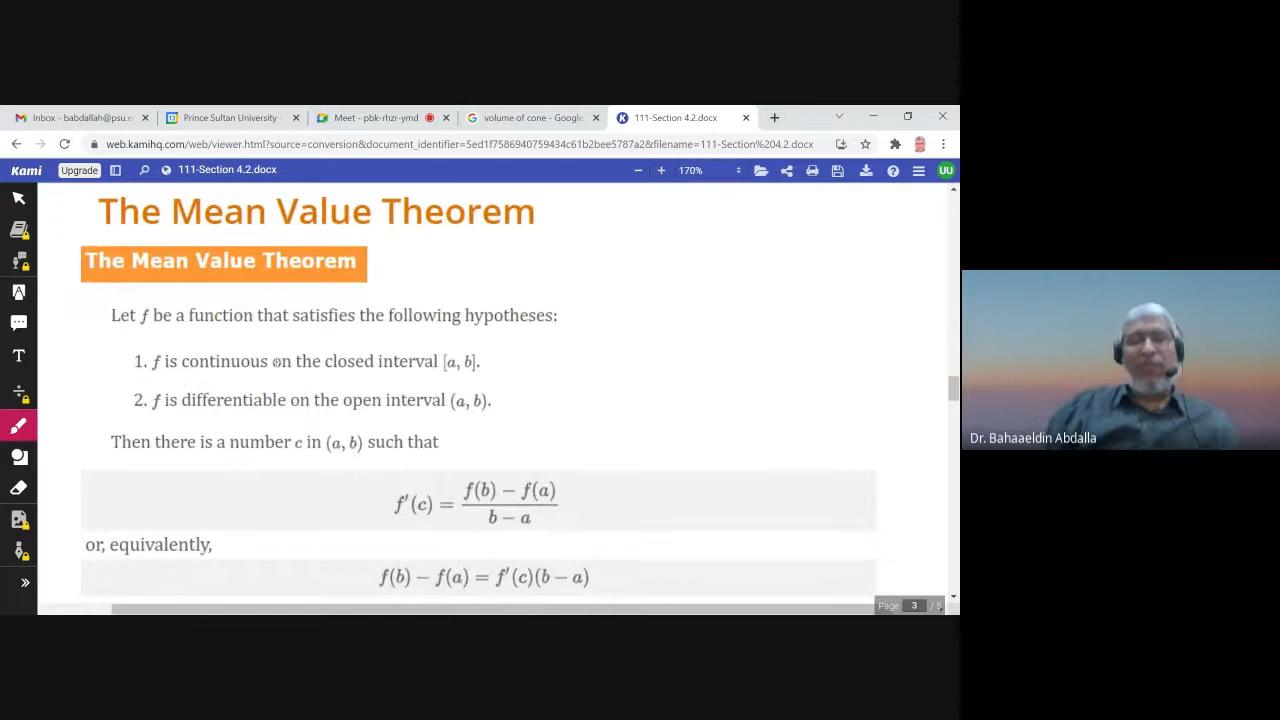 Inbox - babdallah@psu.e
Prince Sultan University -
Meet - pbk-rhzr-ymd
volume of cone - Google
111-Section 4.2.docx
web.kamihq.com/web/viewer.html?source=conversion&document_identifier=5ed1f7586940759434c61b2bee5787a2&filename=111-Section%204.2.docx
Kami Upgrade 111-Section 4.2.docx 170% UU
The Mean Value Theorem
The Mean Value Theorem
Let f be a function that satisfies the following hypotheses:
1. f is continuous on the closed interval [a, b].
2. f is differentiable on the open interval (a, b).
Then there is a number c in (a, b) such that
f′(c) = f(b) − f(a) / b − a
or, equivalently,
f(b) − f(a) = f′(c)(b − a)
Page 3 /
Dr. Bahaaeldin Abdalla